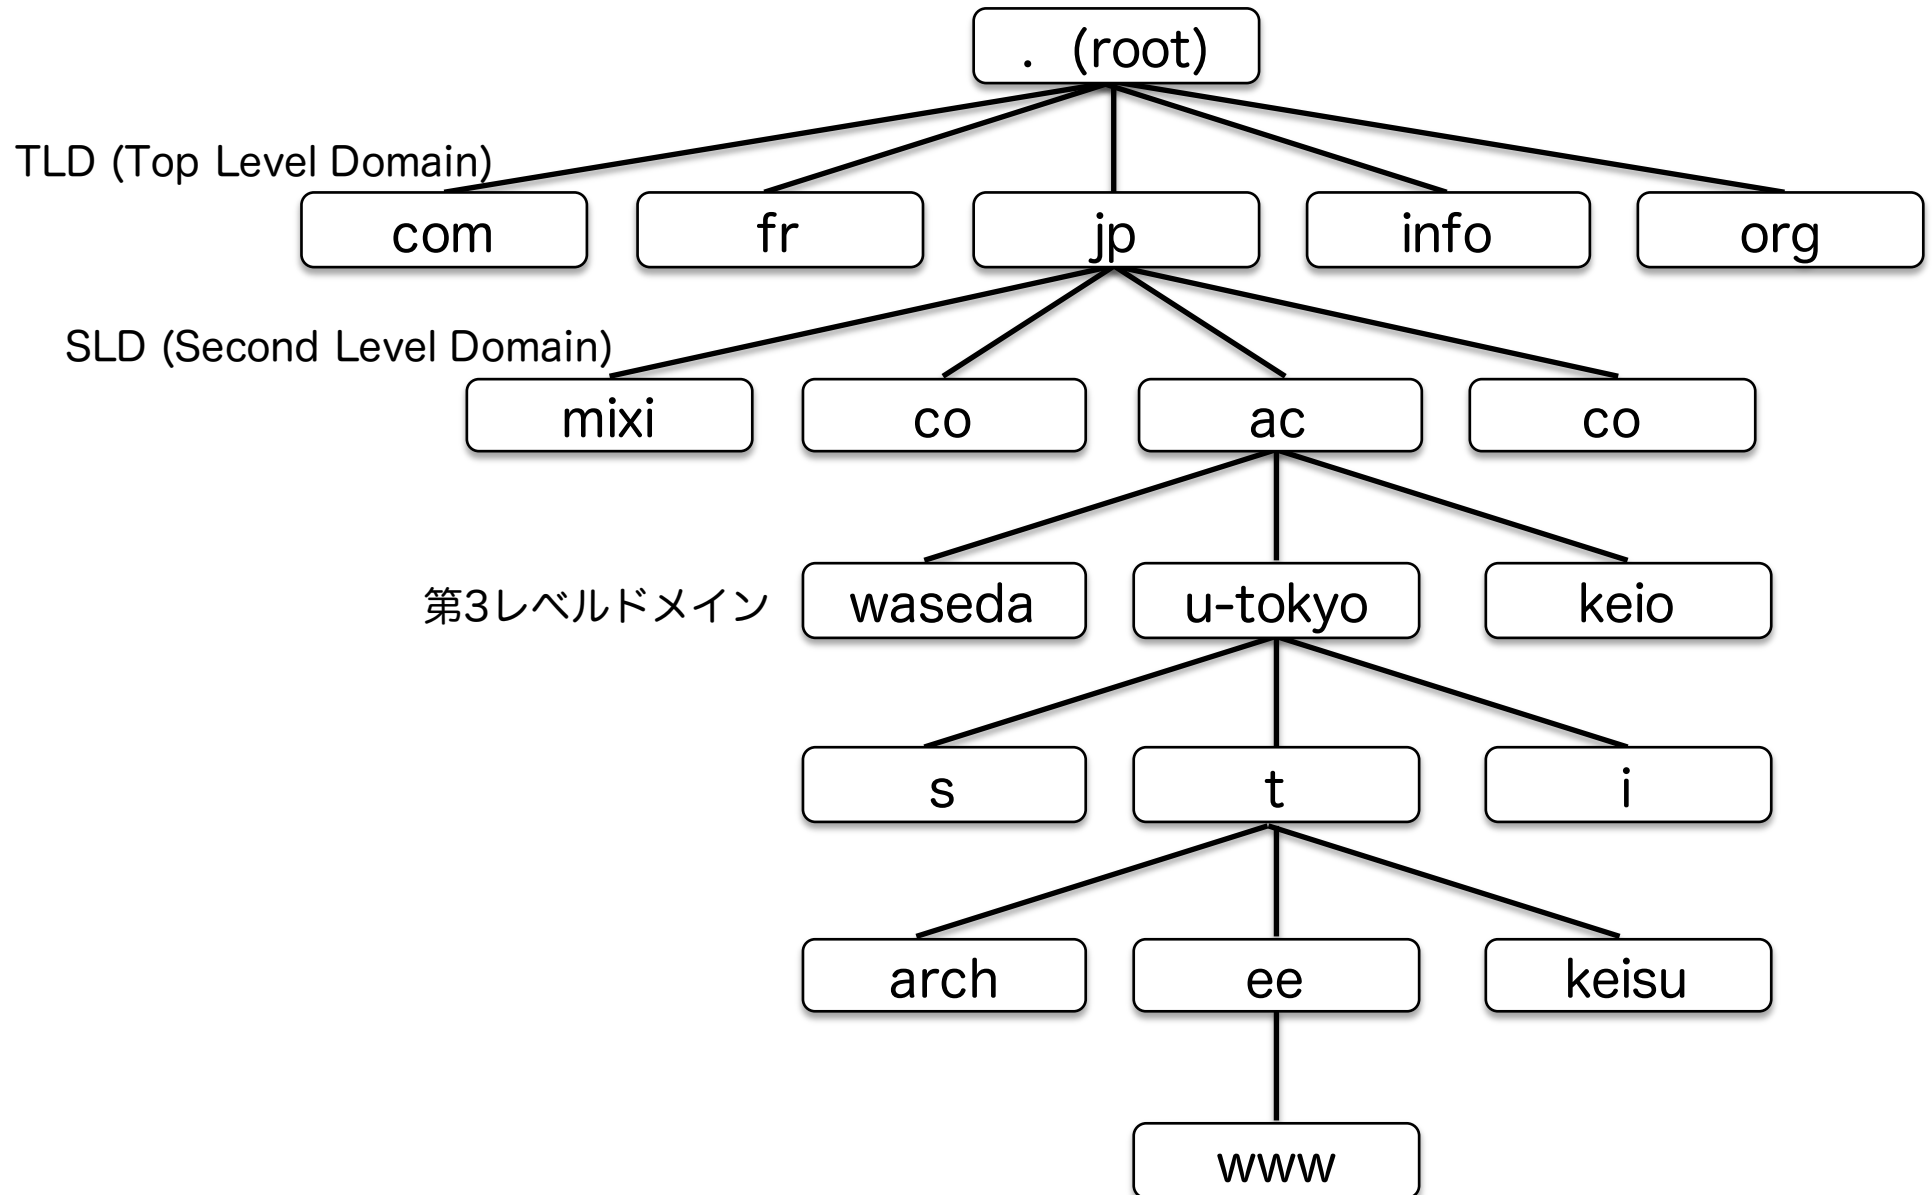 . (root)
TLD (Top Level Domain)
com fr jp info org
SLD (Second Level Domain)
mixi co ac co
第3レベルドメイン waseda u-tokyo keio
s t i
arch ee keisu
www